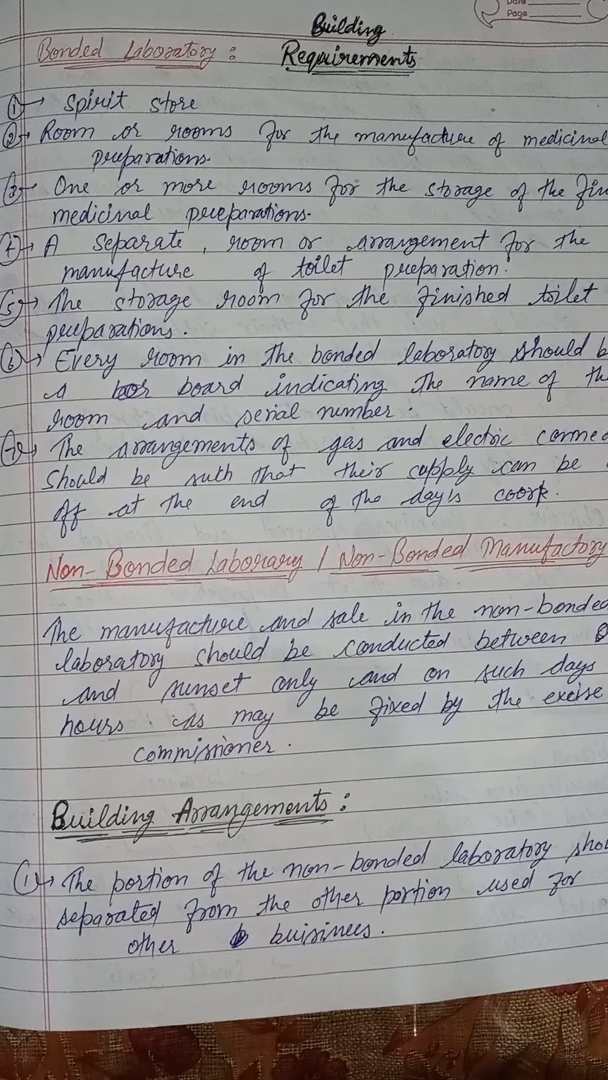 Page
Building
Bonded Laboratory : Requirements
① → Spirit store
② → Room or rooms for the manufacture of medicinal
preparations.
③ → One or more rooms for the storage of the fin
medicinal preparations.
④ → A separate, room or arrangement for the
manufacture of toilet preparation.
⑤ → The storage room for the finished toilet
preparations.
⑥ → Every room in the bonded laboratory should b
board indicating the name of th
room and serial number.
⑦ → The arrangements of gas and electric connec
should be such that their supply can be
off at the end of the day's
Non-Bonded Laborary / Non-Bonded Manufactory
The manufacture and sale in the non-bonded
laboratory should be conducted between
and sunset only and on such days
hours as may be fixed by the excise
commissioner.
Building Arrangements :
① → The portion of the non-bonded laboratory shou
separated from the other portion used for
other buisinees.